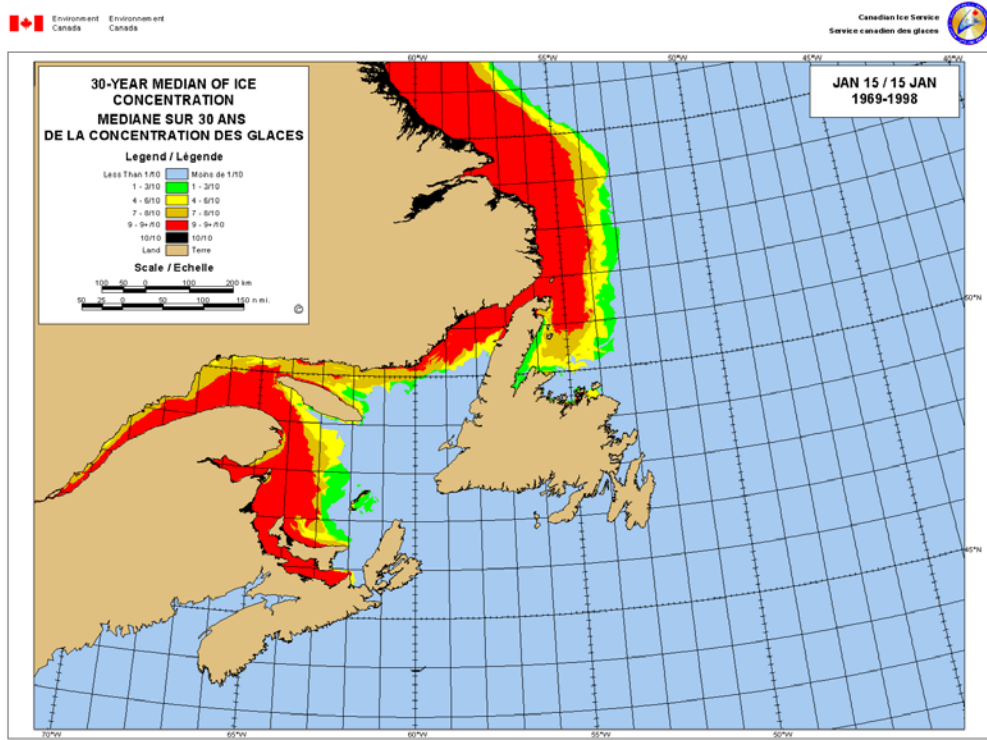 Environment Environnement
Canada Canada
Canadian Ice Service
Service canadien des glaces
60°W 55°W
30-YEAR MEDIAN OF ICE
CONCENTRATION
MEDIANE SUR 30 ANS
DE LA CONCENTRATION DES GLACES
Legend / Légende
Less Than 1/10 Moins de 1/10
1 - 3/10 1 - 3/10
4 - 6/10 4 - 6/10
7 - 8/10 7 - 8/10
9 - 9+/10 9 - 9+/10
10/10 10/10
Land Terre
Scale / Echelle
100 50 0 100 200 km
50 25 0 50 100 150 n mi.
©
JAN 15 / 15 JAN
1969-1998
50°N
45°N
70°W 65°W 60°W 55°W 50°W